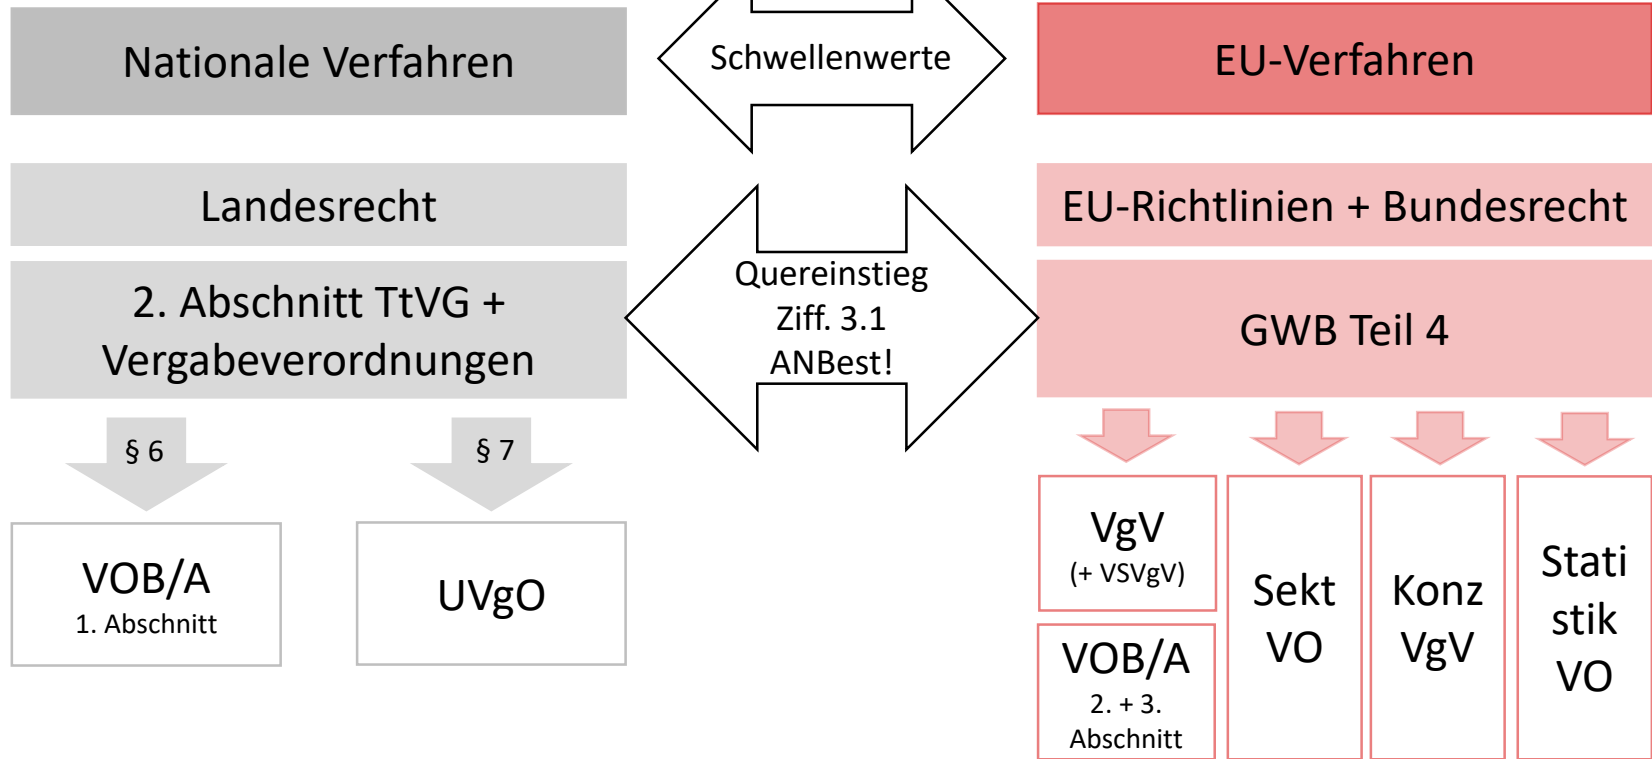 Nationale Verfahren
Schwellenwerte
EU-Verfahren
Landesrecht
EU-Richtlinien + Bundesrecht
2. Abschnitt TtVG +
Vergabeverordnungen
Quereinstieg
Ziff. 3.1
ANBest!
GWB Teil 4
§ 6
§ 7
VOB/A
1. Abschnitt
UVgO
VgV
(+ VSVgV)
VOB/A
2. + 3.
Abschnitt
Sekt
VO
Konz
VgV
Stati
stik
VO